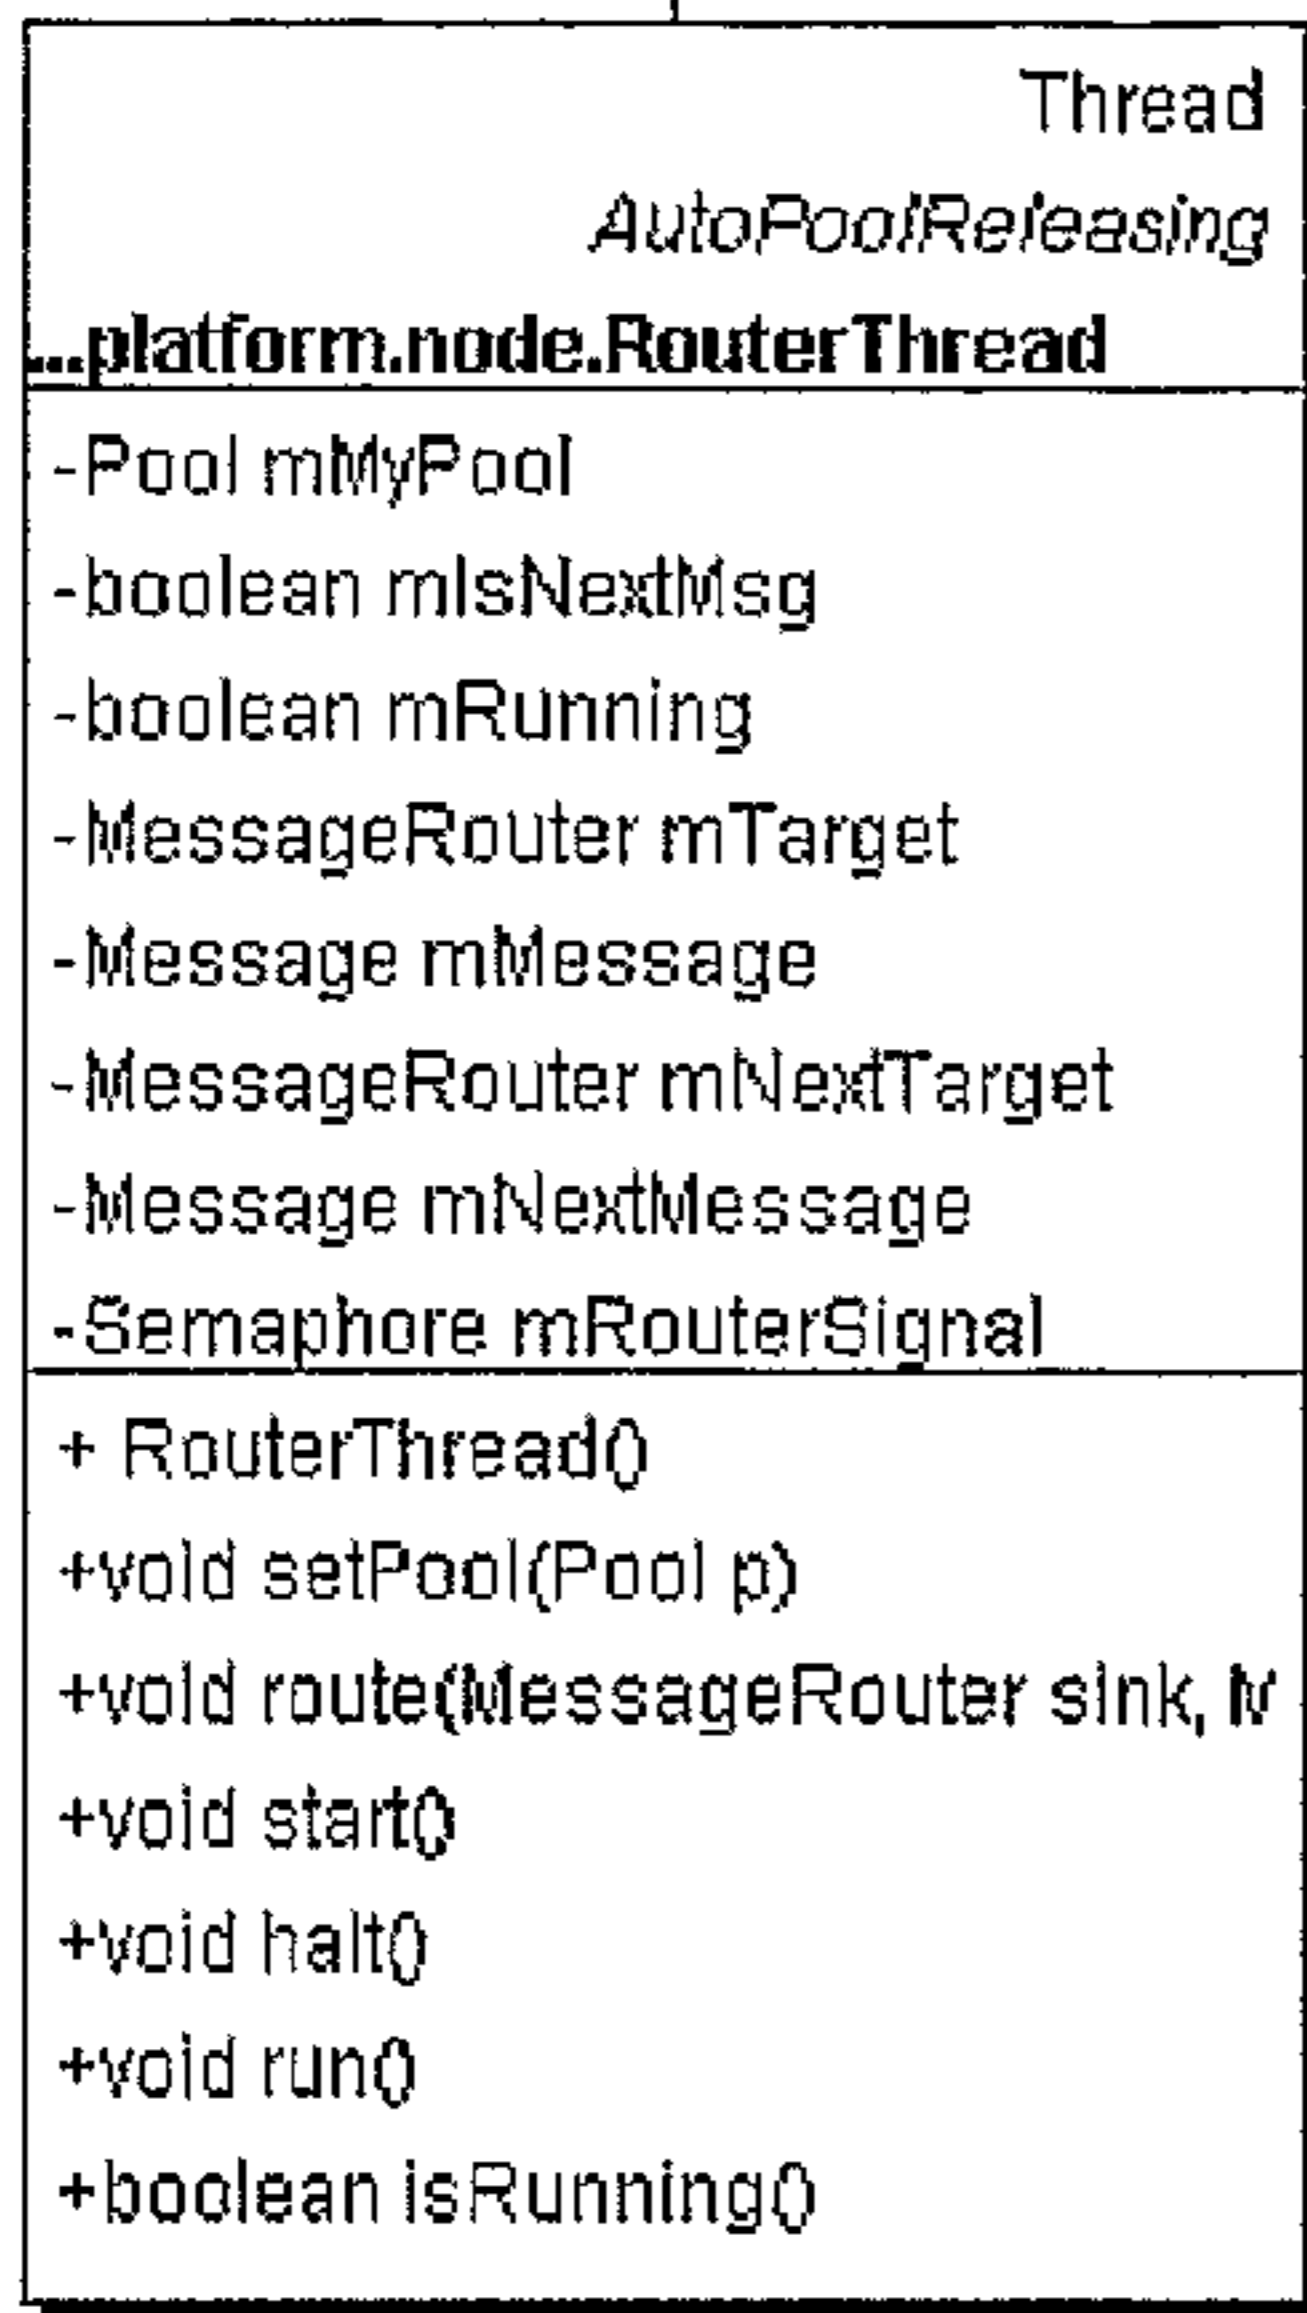 Thread
AutoPoolReleasing
...platform.node.RouterThread
-Pool mMyPool
-boolean mIsNextMsg
-boolean mRunning
-MessageRouter mTarget
-Message mMessage
-MessageRouter mNextTarget
-Message mNextMessage
-Semaphore mRouterSignal
+ RouterThread()
+void setPool(Pool p)
+void route(MessageRouter sink,
+void start()
+void halt()
+void run()
+boolean isRunning()